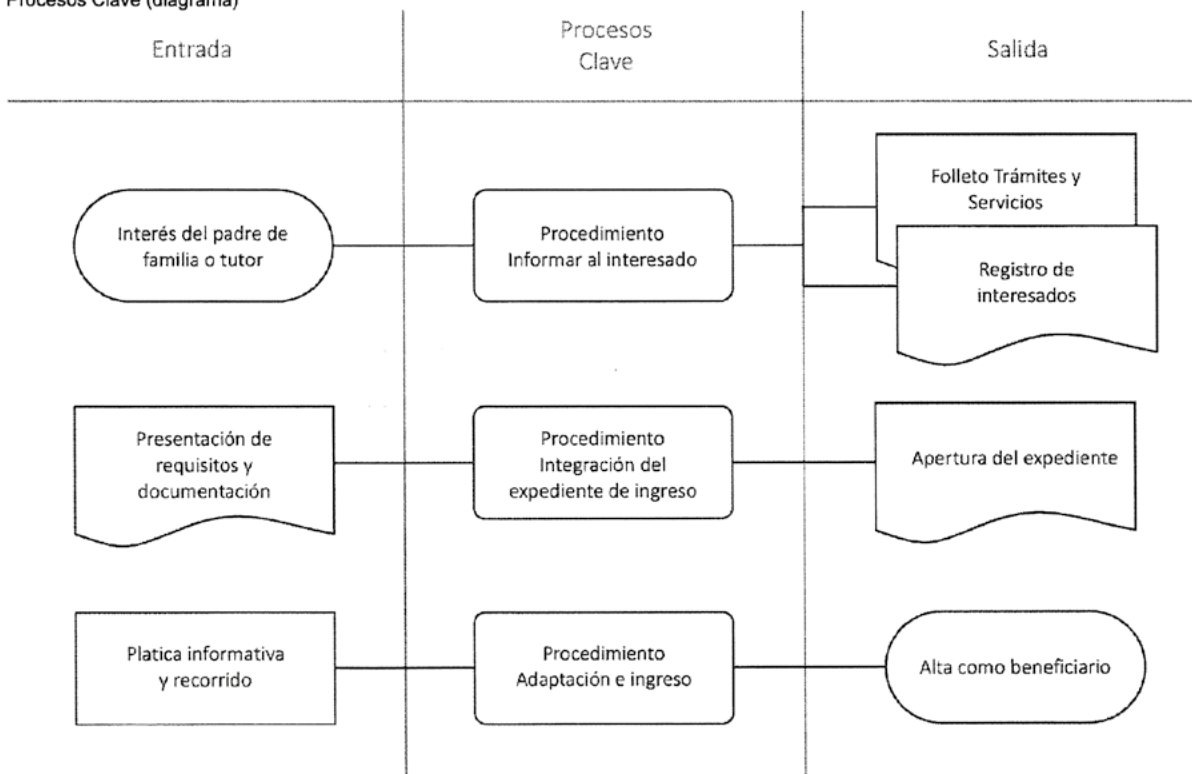 Procesos Clave (diagrama)
Entrada
Procesos
Clave
Salida
Interés del padre de
familia o tutor
Procedimiento
Informar al interesado
Folleto Trámites y
Servicios
Registro de
interesados
Presentación de
requisitos y
documentación
Procedimiento
Integración del
expediente de ingreso
Apertura del expediente
Platica informativa
y recorrido
Procedimiento
Adaptación e ingreso
Alta como beneficiario